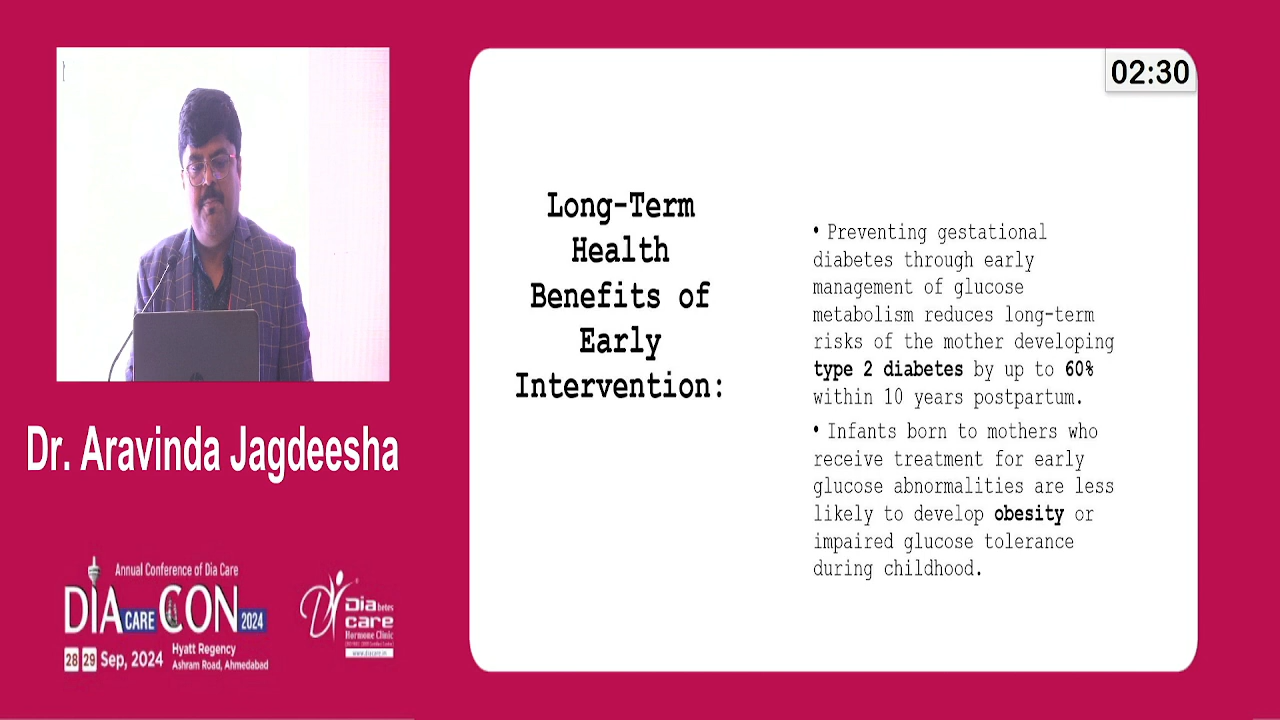 02:30
Long-Term
Health
Benefits of
Early
Intervention:
• Preventing gestational
diabetes through early
management of glucose
metabolism reduces long-term
risks of the mother developing
type 2 diabetes by up to 60%
within 10 years postpartum.
• Infants born to mothers who
receive treatment for early
glucose abnormalities are less
likely to develop obesity or
impaired glucose tolerance
during childhood.
Dr. Aravinda Jagdeesha
Annual Conference of Dia Care
DIA CARE CON 2024
28 29 Sep, 2024
Hyatt Regency
Ashram Road, Ahmedabad
Diabetes
care
Hormone Clinic
www.diacare.in